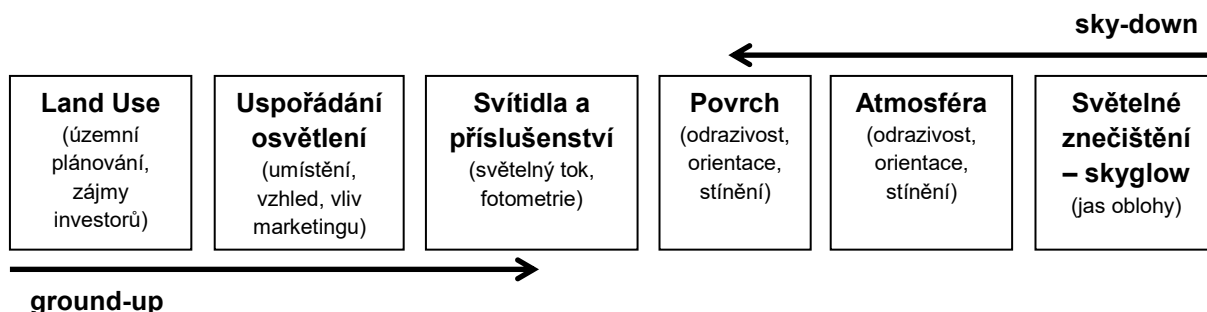 sky-down
Land Use
(územní
plánování,
zájmy
investorů)
Uspořádání
osvětlení
(umístění,
vzhled, vliv
marketingu)
Svítidla a
příslušenství
(světelný tok,
fotometrie)
Povrch
(odrazivost,
orientace,
stínění)
Atmosféra
(odrazivost,
orientace,
stínění)
Světelné
znečištění
– skyglow
(jas oblohy)
ground-up